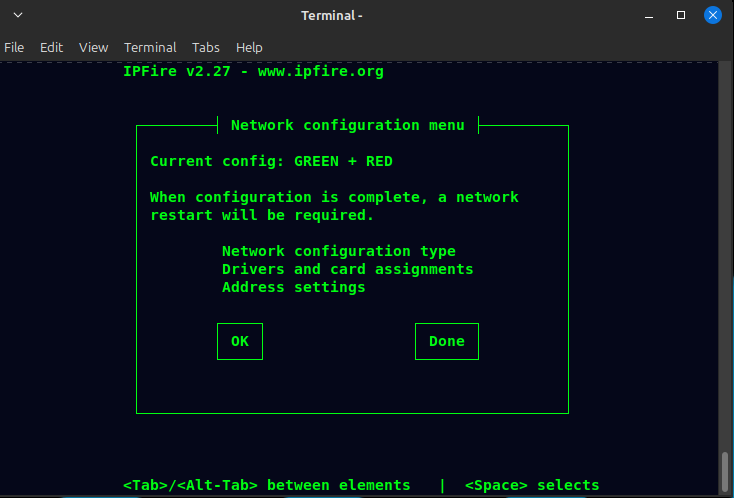 Terminal -
File Edit View Terminal Tabs Help
IPFire v2.27 - www.ipfire.org
Network configuration menu
Current config: GREEN + RED
When configuration is complete, a network
restart will be required.
Network configuration type
Drivers and card assignments
Address settings
OK Done
<Tab>/<Alt-Tab> between elements | <Space> selects